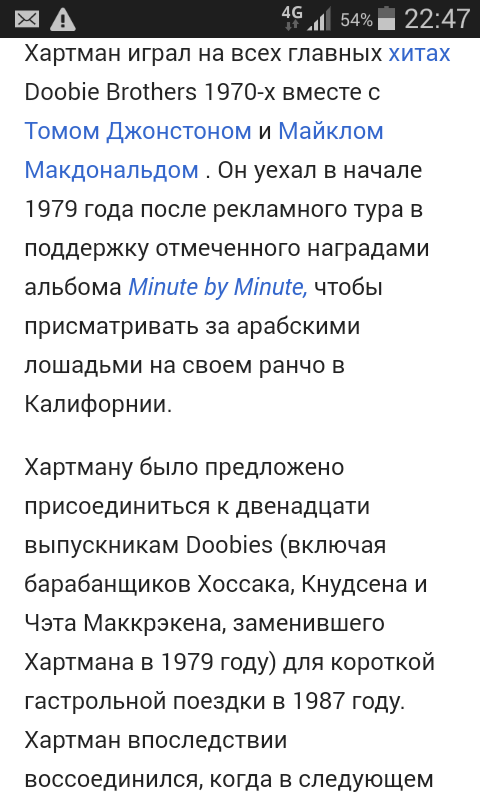 4G 54% 22:47
Хартман играл на всех главных хитах
Doobie Brothers 1970-х вместе с
Томом Джонстоном и Майклом
Макдональдом . Он уехал в начале
1979 года после рекламного тура в
поддержку отмеченного наградами
альбома Minute by Minute, чтобы
присматривать за арабскими
лошадьми на своем ранчо в
Калифорнии.
Хартману было предложено
присоединиться к двенадцати
выпускникам Doobies (включая
барабанщиков Хоссака, Кнудсена и
Чэта Маккрэкена, заменившего
Хартмана в 1979 году) для короткой
гастрольной поездки в 1987 году.
Хартман впоследствии
воссоединился, когда в следующем